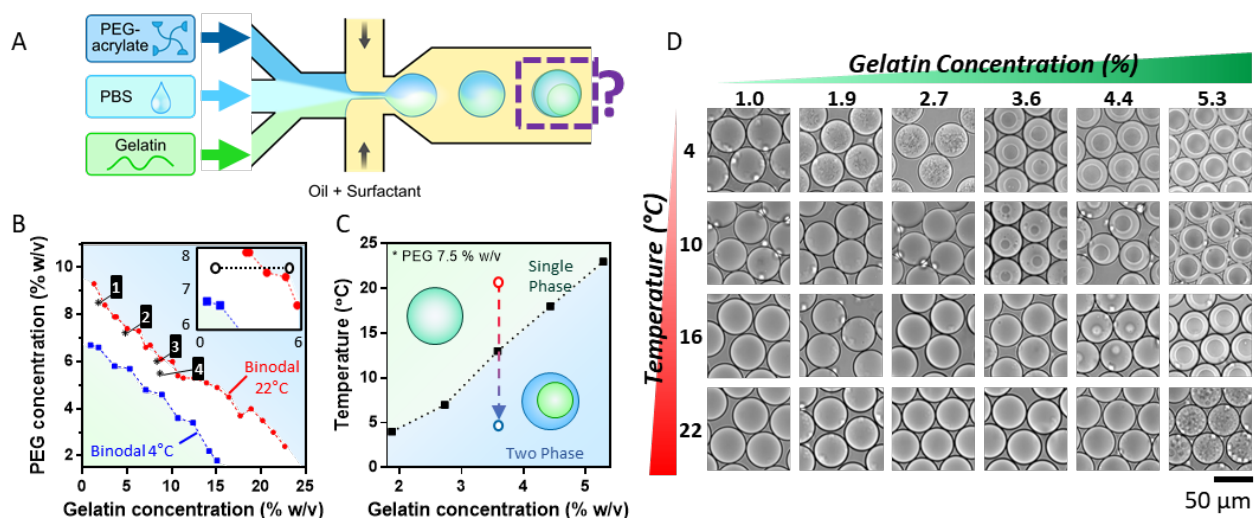 A
PEG-
acrylate
PBS
Gelatin
Oil + Surfactant
?
B
PEG concentration (% w/v)
10
8
6
4
2
1
2
3
4
8
7
6
0
6
Binodal
22°C
Binodal 4°C
0
5
10
15
20
25
Gelatin concentration (% w/v)
C
Temperature (°C)
25
20
15
10
5
0
* PEG 7.5 % w/v
Single
Phase
Two Phase
2
3
4
5
Gelatin concentration (% w/v)
D
Gelatin Concentration (%)
1.0 1.9 2.7 3.6 4.4 5.3
Temperature (°C)
4
10
16
22
50 µm